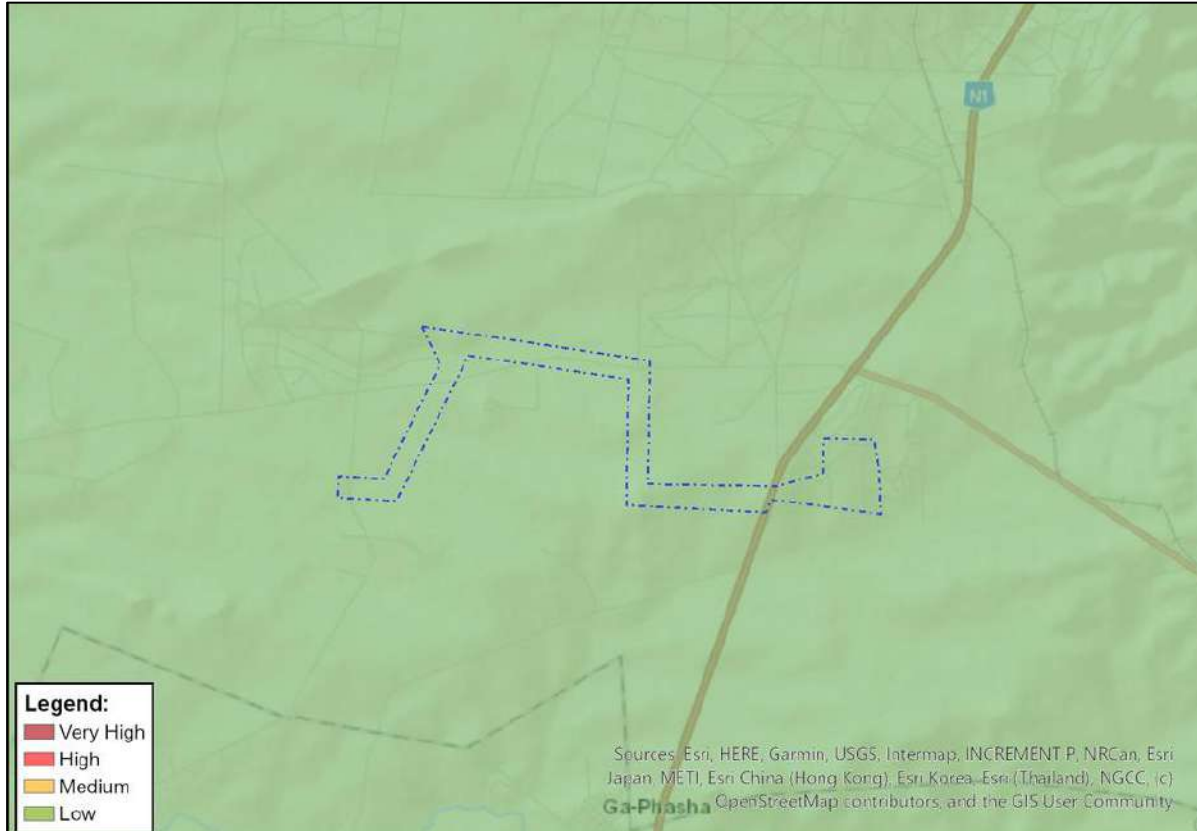 N1
Legend:
Very High
High
Medium
Low
Sources: Esri, HERE, Garmin, USGS, Intermap, INCREMENT P, NRCan, Esri
Japan, METI, Esri China (Hong Kong), Esri Korea, Esri (Thailand), NGCC, (c)
OpenStreetMap contributors, and the GIS User Community
Ga-Phasha